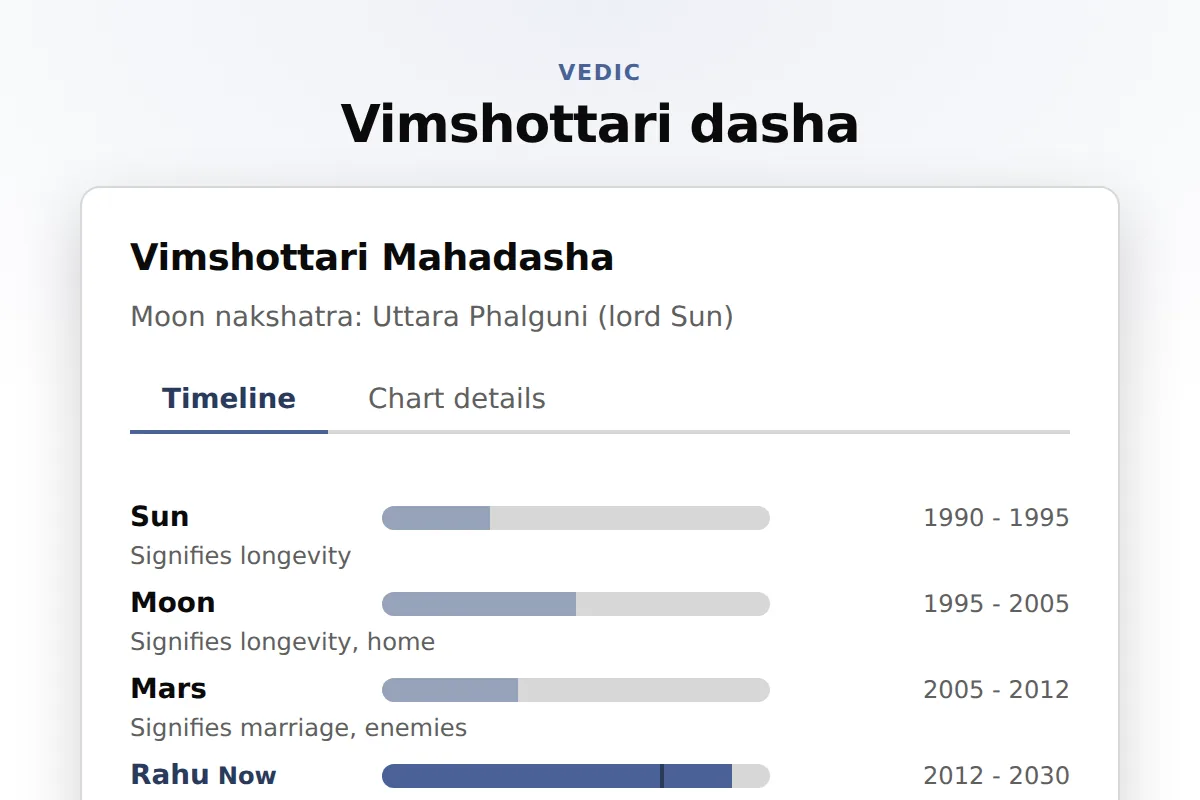 VEDIC
Vimshottari dasha
Vimshottari Mahadasha
Moon nakshatra: Uttara Phalguni (lord Sun)
Timeline Chart details
Sun 1990 - 1995
Signifies longevity
Moon 1995 - 2005
Signifies longevity, home
Mars 2005 - 2012
Signifies marriage, enemies
Rahu Now 2012 - 2030